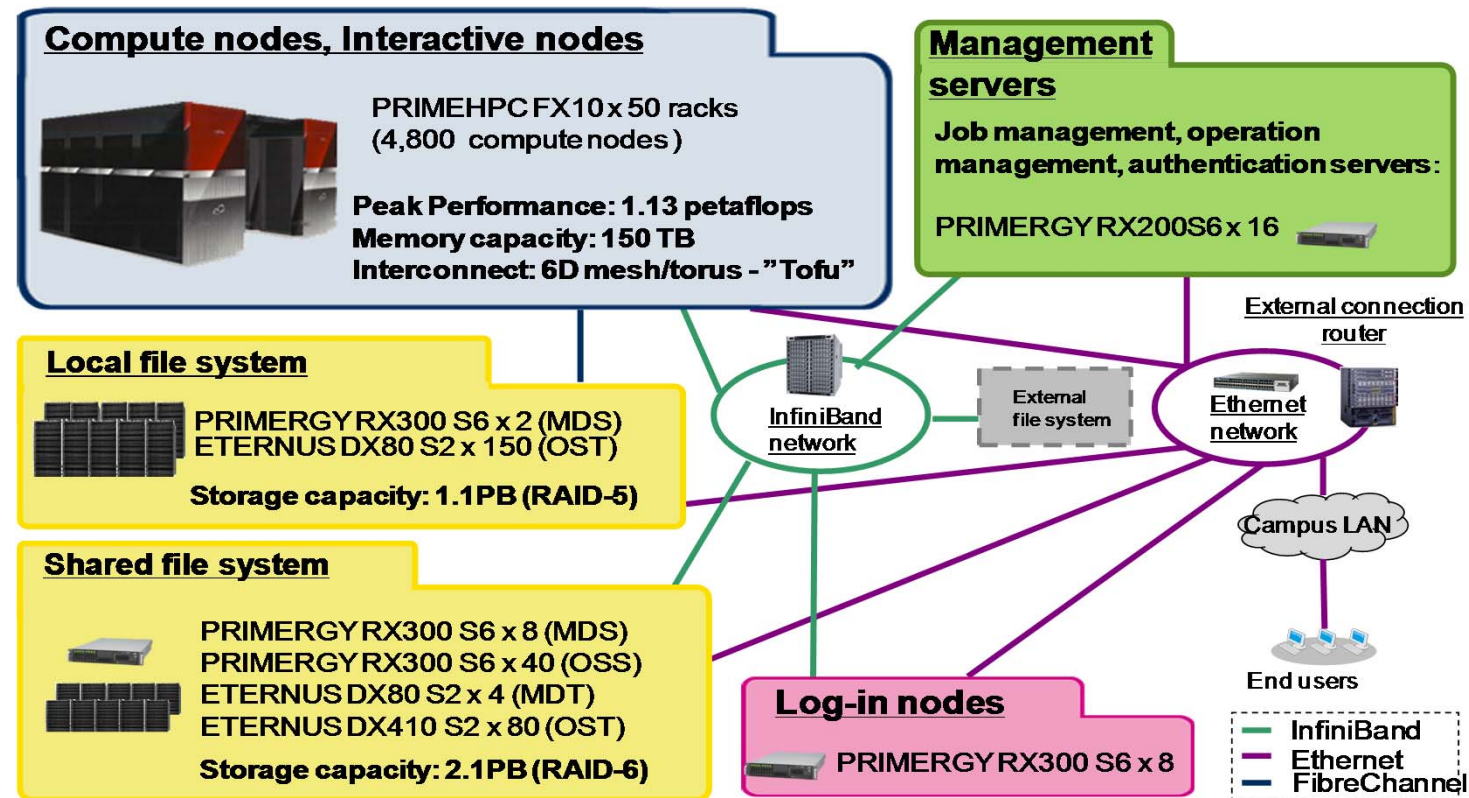 Compute nodes, Interactive nodes
PRIMEHPC FX10 x 50 racks
(4,800 compute nodes)
Peak Performance: 1.13 petaflops
Memory capacity: 150 TB
Interconnect: 6D mesh/torus - ”Tofu”
Management
servers
Job management, operation
management, authentication servers:
PRIMERGY RX200S6 x 16
External connection
router
Local file system
PRIMERGY RX300 S6 x 2 (MDS)
ETERNUS DX80 S2 x 150 (OST)
Storage capacity: 1.1PB (RAID-5)
InfiniBand
network
External
file system
Ethernet
network
Campus LAN
Shared file system
PRIMERGY RX300 S6 x 8 (MDS)
PRIMERGY RX300 S6 x 40 (OSS)
ETERNUS DX80 S2 x 4 (MDT)
ETERNUS DX410 S2 x 80 (OST)
Storage capacity: 2.1PB (RAID-6)
Log-in nodes
PRIMERGY RX300 S6 x 8
End users
InfiniBand
Ethernet
FibreChannel